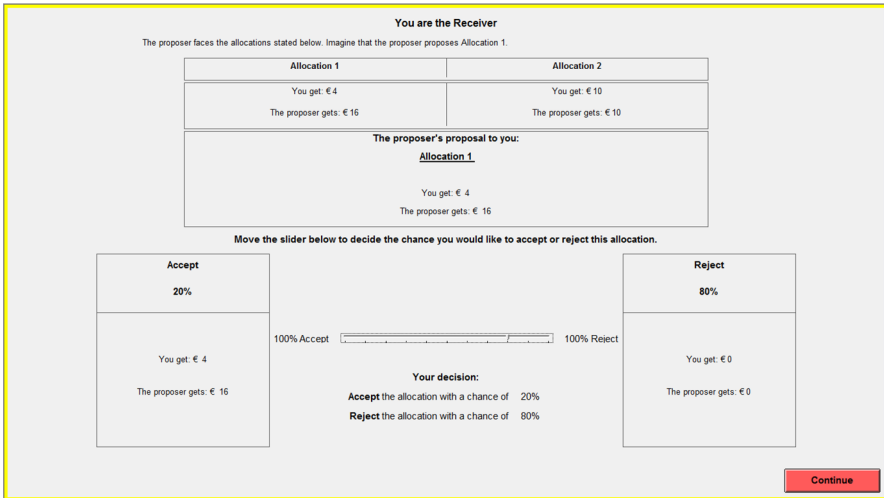 You are the Receiver
The proposer faces the allocations stated below. Imagine that the proposer proposes Allocation 1.
Allocation 1 Allocation 2
You get: € 4 You get: € 10
The proposer gets: € 16 The proposer gets: € 10
The proposer's proposal to you:
Allocation 1
You get: € 4
The proposer gets: € 16
Move the slider below to decide the chance you would like to accept or reject this allocation.
Accept
20%
You get: € 4
The proposer gets: € 16
100% Accept 100% Reject
Your decision:
Accept the allocation with a chance of 20%
Reject the allocation with a chance of 80%
Reject
80%
You get: € 0
The proposer gets: € 0
Continue